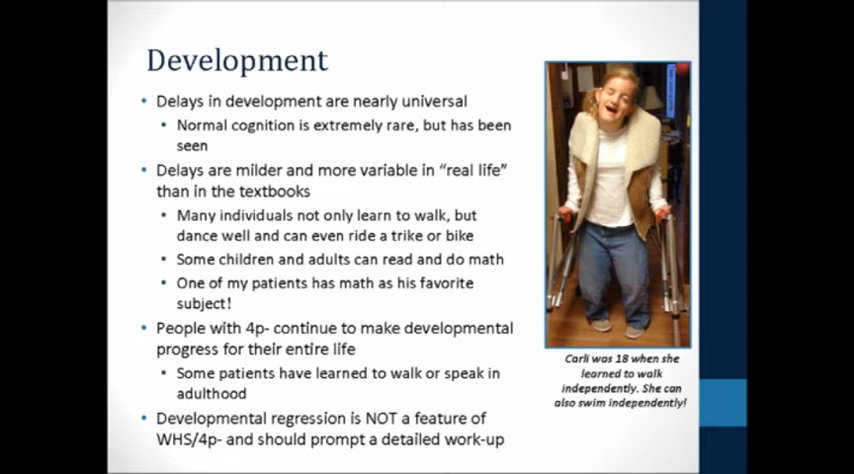 Development
• Delays in development are nearly universal
• Normal cognition is extremely rare, but has been
seen
• Delays are milder and more variable in "real life"
than in the textbooks
• Many individuals not only learn to walk, but
dance well and can even ride a trike or bike
• Some children and adults can read and do math
• One of my patients has math as his favorite
subject!
• People with 4p- continue to make developmental
progress for their entire life
• Some patients have learned to walk or speak in
adulthood
• Developmental regression is NOT a feature of
WHS/4p- and should prompt a detailed work-up
Carli was 18 when she
learned to walk
independently. She can
also swim independently!